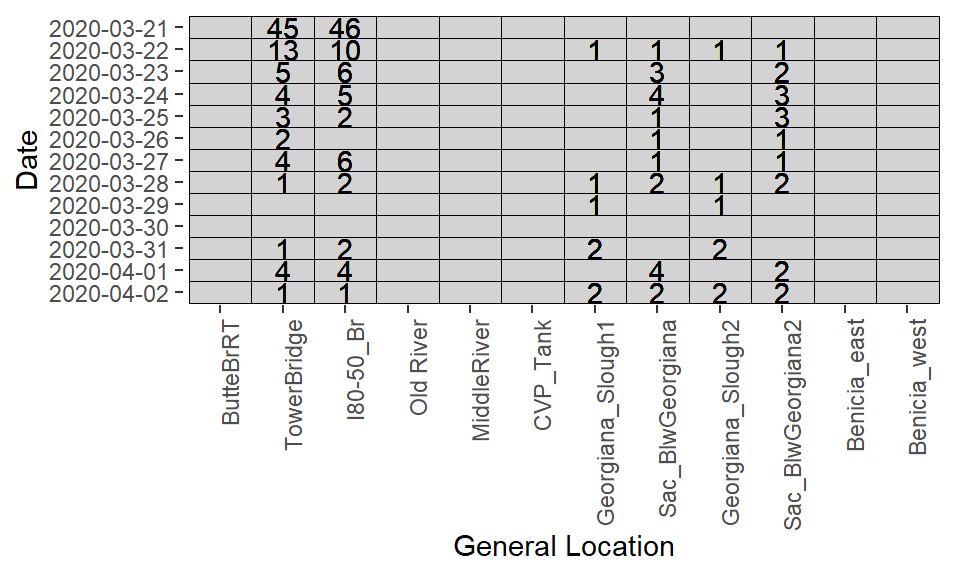 2020-03-21 45 46
2020-03-22 13 10 1 1 1 1
2020-03-23 5 6 3 2
2020-03-24 4 5 4 3
2020-03-25 3 2 1 3
2020-03-26 2 1 1
2020-03-27 4 6 1 1
2020-03-28 1 2 1 2 1 2
2020-03-29 1 1
2020-03-30
2020-03-31 1 2 2 2
2020-04-01 4 4 4 2
2020-04-02 1 1 2 2 2 2
Date
ButteBrRT
TowerBridge
I80-50_Br
Old River
MiddleRiver
CVP_Tank
Georgiana_Slough1
Sac_BlwGeorgiana
Georgiana_Slough2
Sac_BlwGeorgiana2
Benicia_east
Benicia_west
General Location